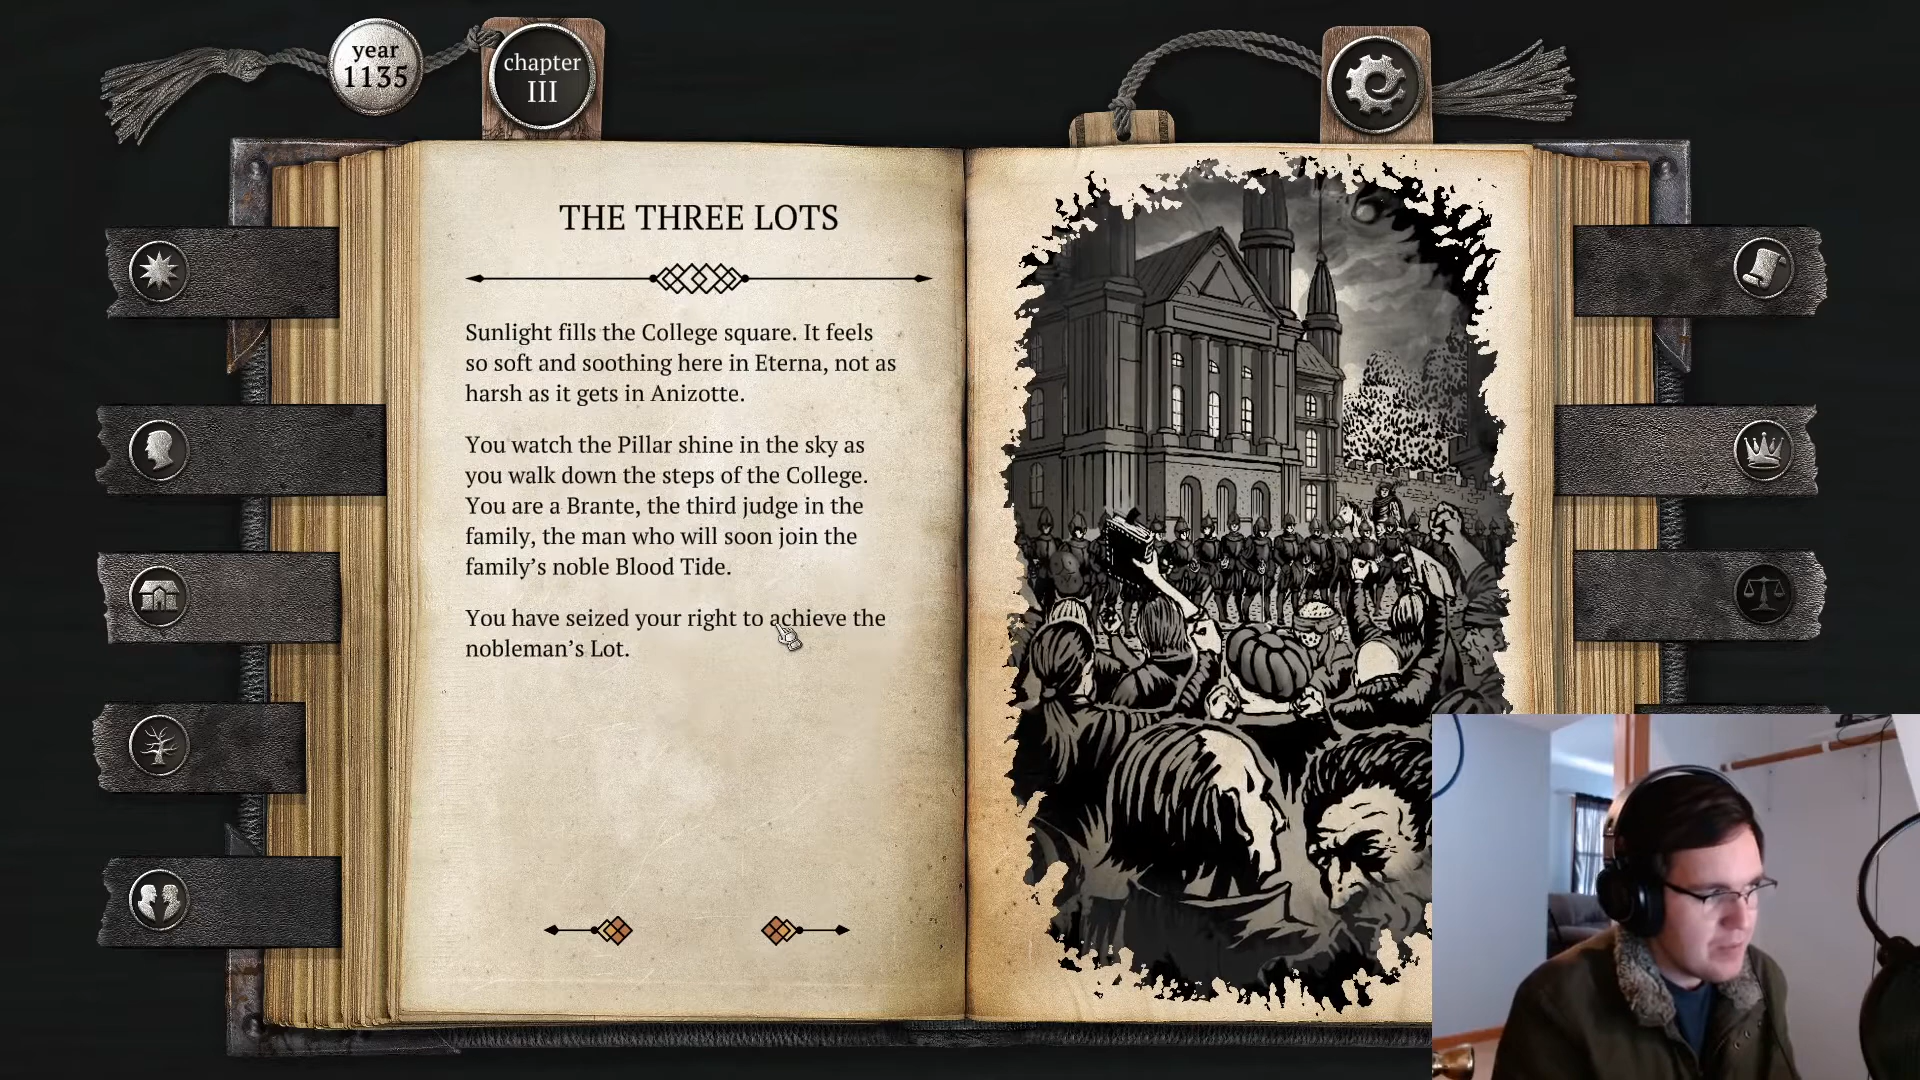 year
1135
chapter
III
THE THREE LOTS
Sunlight fills the College square. It feels
so soft and soothing here in Eterna, not as
harsh as it gets in Anizotte.
You watch the Pillar shine in the sky as
you walk down the steps of the College.
You are a Brante, the third judge in the
family, the man who will soon join the
family’s noble Blood Tide.
You have seized your right to achieve the
nobleman’s Lot.